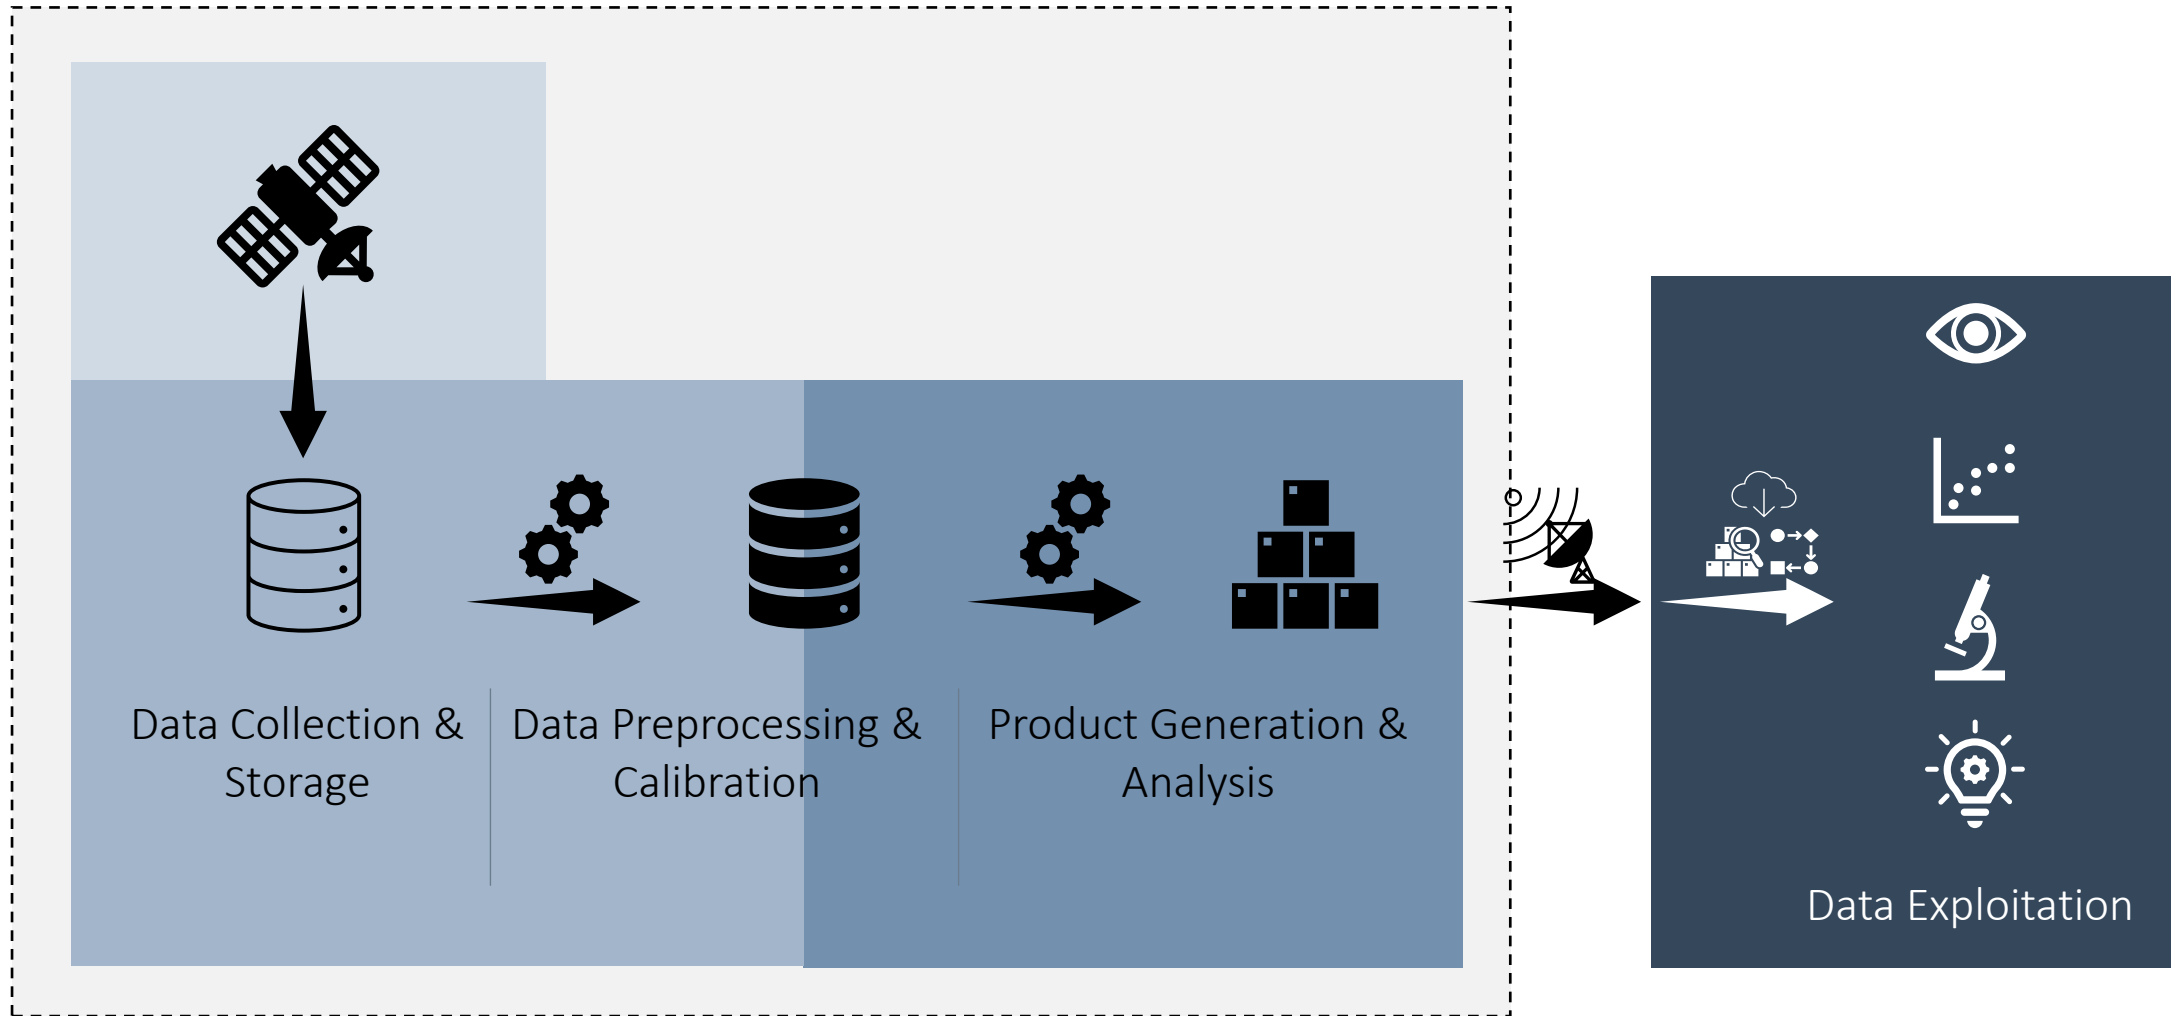 Data Collection &
Storage
Data Preprocessing &
Calibration
Product Generation &
Analysis
Data Exploitation